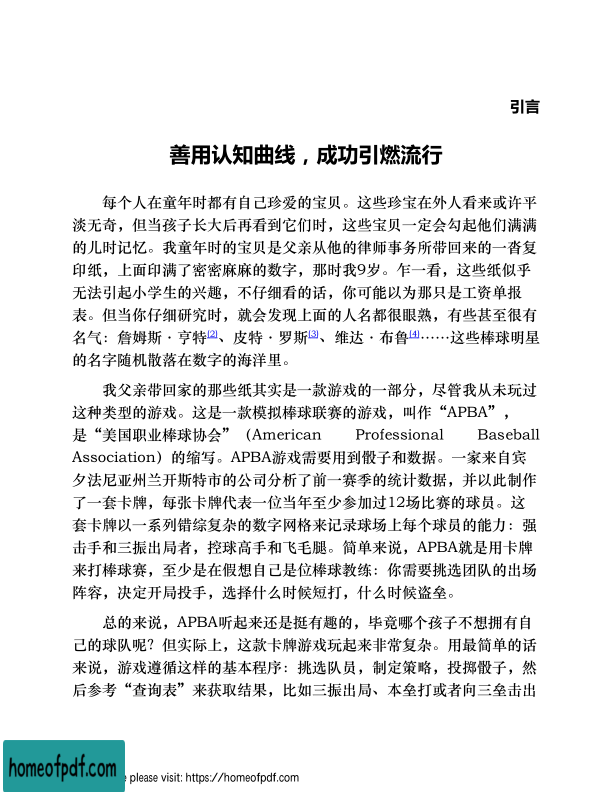 引言
善用认知曲线，成功引燃流行
每个人在童年时都有自己珍爱的宝贝。这些珍宝在外人看来或许平
淡无奇，但当孩子长大后再看到它们时，这些宝贝一定会勾起他们满满
的儿时记忆。我童年时的宝贝是父亲从他的律师事务所带回来的一沓复
印纸，上面印满了密密麻麻的数字，那时我9岁。乍一看，这些纸似乎
无法引起小学生的兴趣，不仔细看的话，你可能以为那只是工资单报
表。但当你仔细研究时，就会发现上面的人名都很眼熟，有些甚至很有
名气：詹姆斯·亨特[2]、皮特·罗斯[3]、维达·布鲁[4]……这些棒球明星
的名字随机散落在数字的海洋里。
我父亲带回家的那些纸其实是一款游戏的一部分，尽管我从未玩过
这种类型的游戏。这是一款模拟棒球联赛的游戏，叫作“APBA”，
是“美国职业棒球协会”（American Professional Baseball
Association）的缩写。APBA游戏需要用到骰子和数据。一家来自宾
夕法尼亚州兰开斯特市的公司分析了前一赛季的统计数据，并以此制作
了一套卡牌，每张卡牌代表一位当年至少参加过12场比赛的球员。这
套卡牌以一系列错综复杂的数字网格来记录球场上每个球员的能力：强
击手和三振出局者，控球高手和飞毛腿。简单来说，APBA就是用卡牌
来打棒球赛，至少是在假想自己是位棒球教练：你需要挑选团队的出场
阵容，决定开局投手，选择什么时候短打，什么时候盗垒。
总的来说，APBA听起来还是挺有趣的，毕竟哪个孩子不想拥有自
己的球队呢？但实际上，这款卡牌游戏玩起来非常复杂。用最简单的话
来说，游戏遵循这样的基本程序：挑选队员，制定策略，投掷骰子，然
后参考“查询表”来获取结果，比如三振出局、本垒打或者向三垒击出
homeofpdf.com
e please visit: https://homeofpdf.com